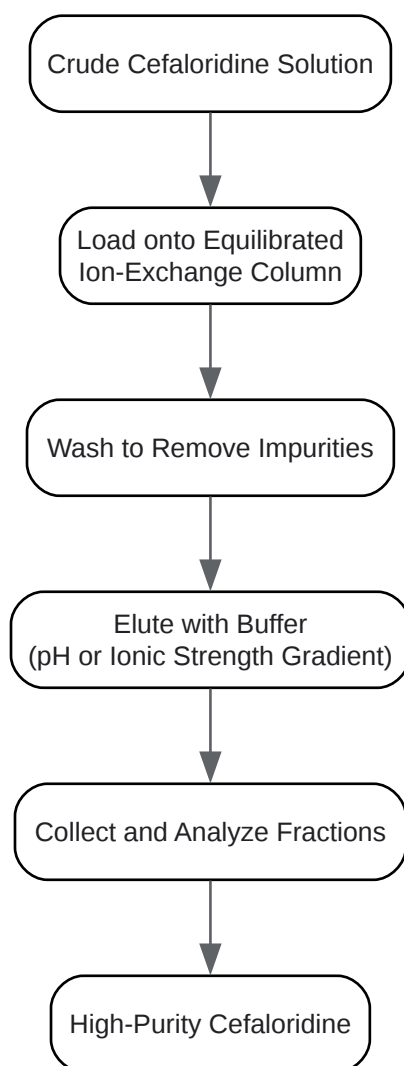 Crude Cefaloridine Solution
Load onto Equilibrated
Ion-Exchange Column
Wash to Remove Impurities
Elute with Buffer
(pH or Ionic Strength Gradient)
Collect and Analyze Fractions
High-Purity Cefaloridine